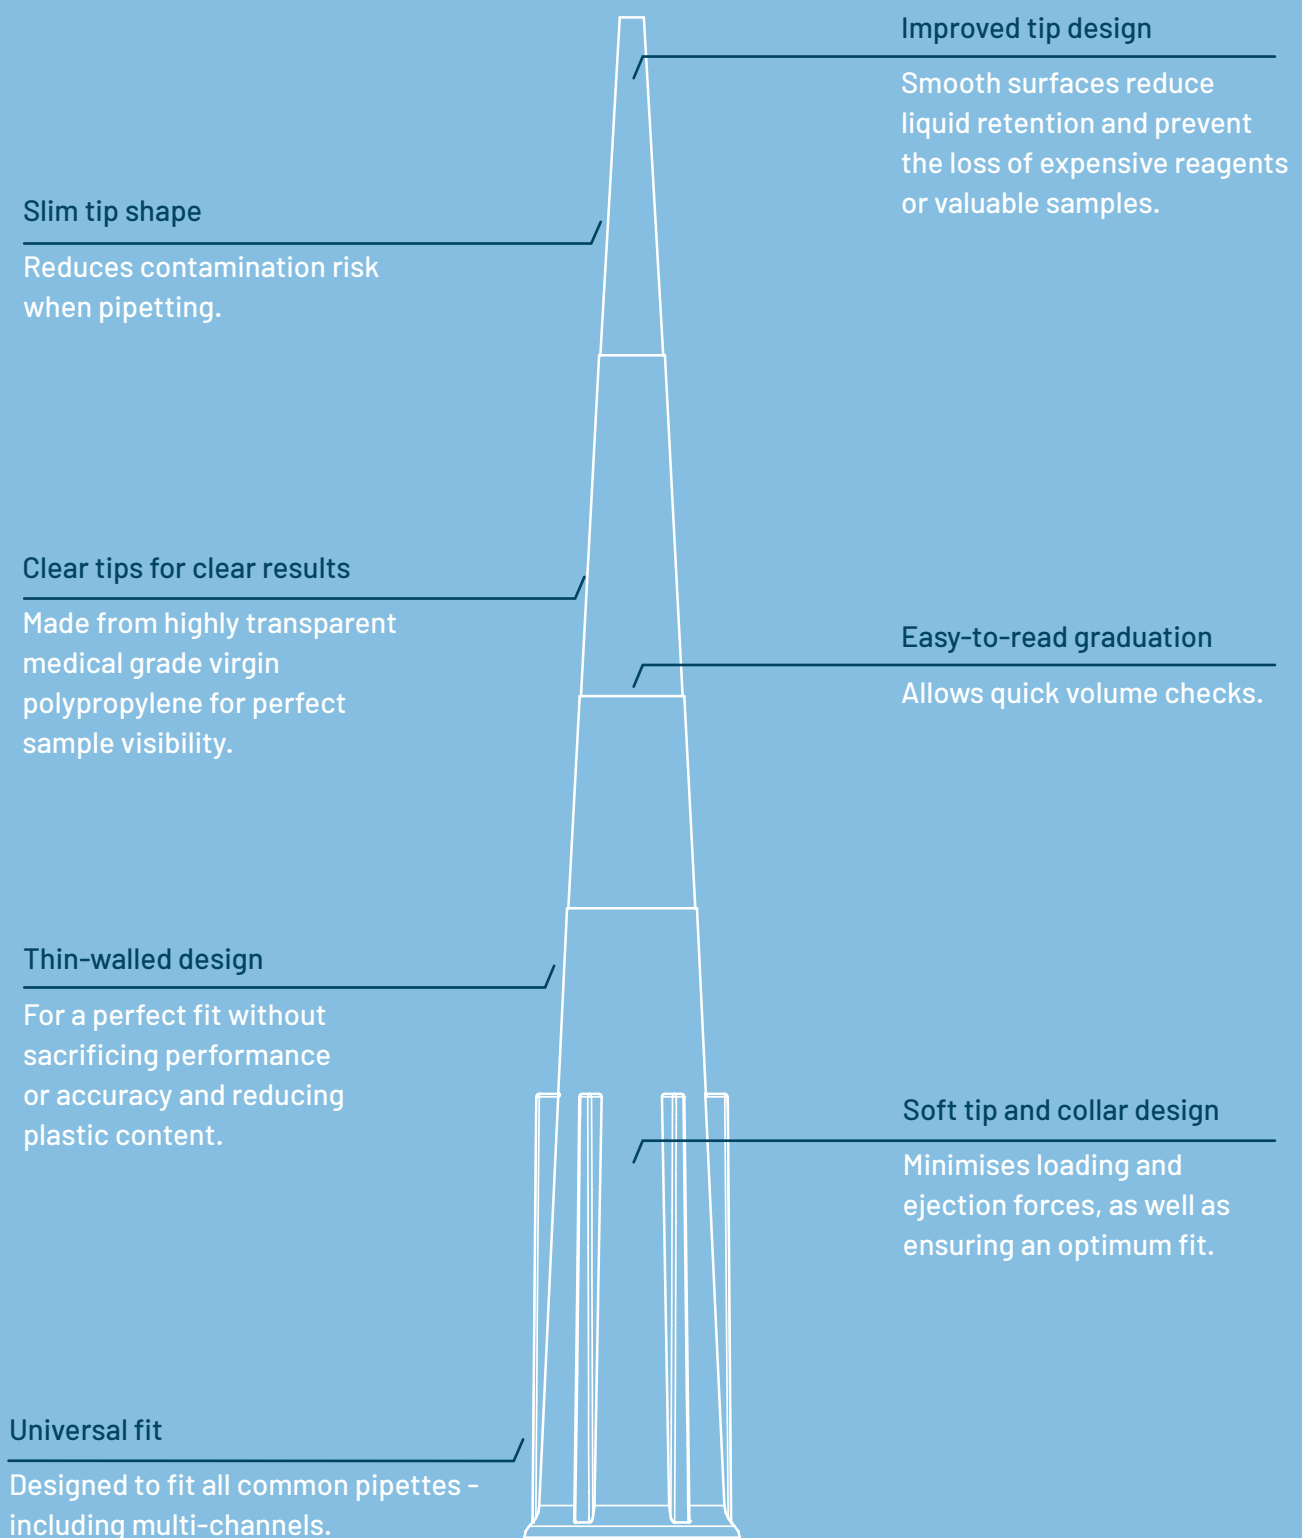 Improved tip design
Smooth surfaces reduce
liquid retention and prevent
the loss of expensive reagents
or valuable samples.
Slim tip shape
Reduces contamination risk
when pipetting.
Clear tips for clear results
Made from highly transparent
medical grade virgin
polypropylene for perfect
sample visibility.
Easy-to-read graduation
Allows quick volume checks.
Thin-walled design
For a perfect fit without
sacrificing performance
or accuracy and reducing
plastic content.
Soft tip and collar design
Minimises loading and
ejection forces, as well as
ensuring an optimum fit.
Universal fit
Designed to fit all common pipettes -
including multi-channels.